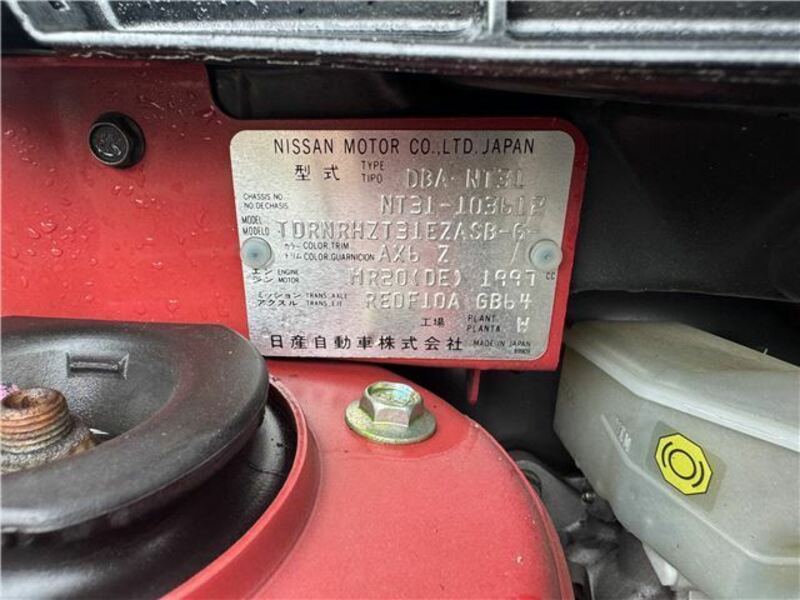 NISSAN MOTOR CO.,LTD. JAPAN
型式 TYPE TIPO DBA-NT31
CHASSIS NO. NO.DECHASIS NT31-103612
MODEL MODELO TDRNRHZT31EZASB-G-
カラー COLOR,TRIM
トリム COLOR,GUARNICION AX6 Z /
エンジン ENGINE MOTOR MR20(DE) 1997 CC
ミッション TRANS. AXLE
アクスル TRANS. EJE RE0F10A GB64
工場 PLANT PLANTA W
日産自動車株式会社 MADE IN JAPAN